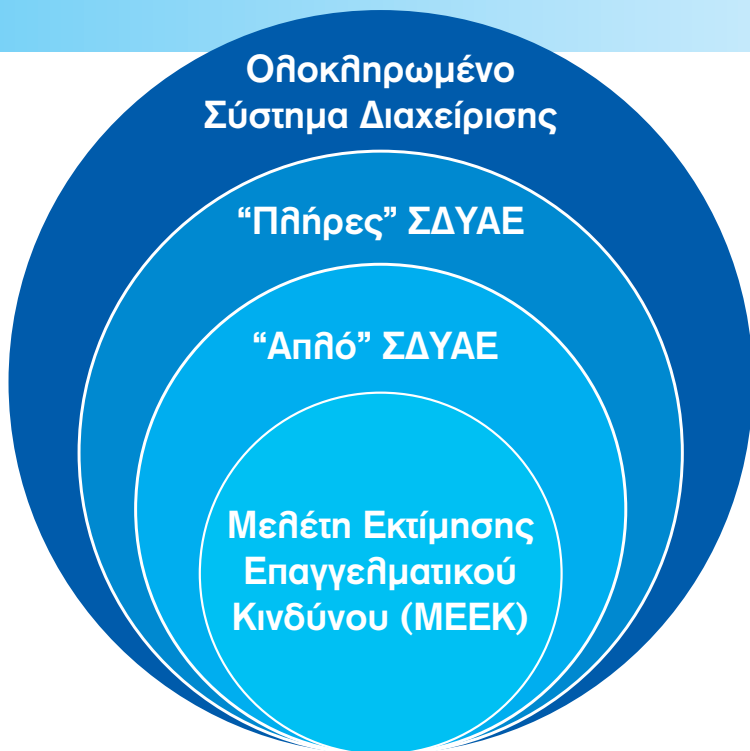 Ολοκληρωμένο
Σύστημα Διαχείρισης
“Πλήρες” ΣΔΥΑΕ
“Απλό” ΣΔΥΑΕ
Μελέτη Εκτίμησης
Επαγγελματικού
Κινδύνου (ΜΕΕΚ)